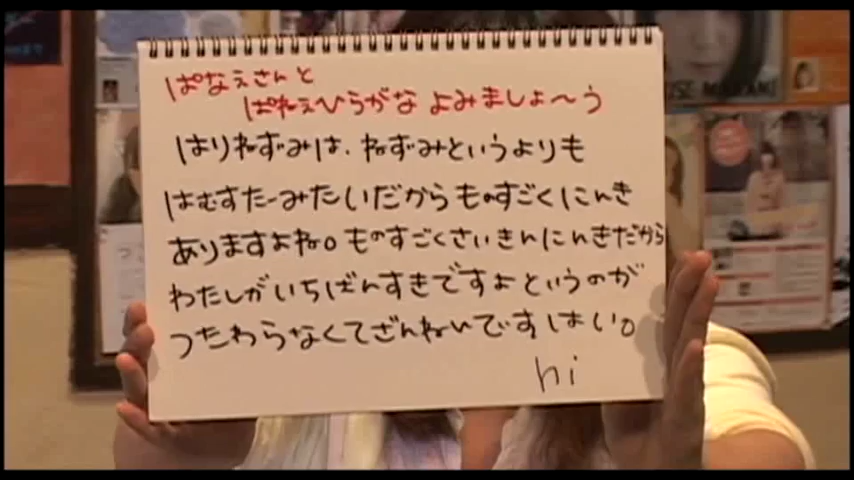 ぱなえさんと
ぱねぇひらがな よみましょ〜う
はりねずみは、ねずみというよりも
はむすたーみたいだからものすごくにんき
ありますよね。ものすごくさいきんにんきだから
わたしがいちばんすきですよというのが
つたわらなくてざんねいです はい。
hi